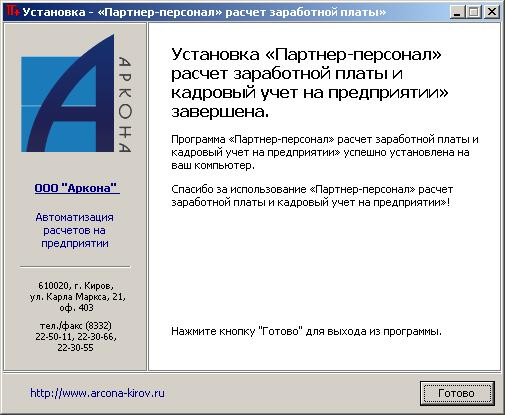 Установка - «Партнер-персонал» расчет заработной платы»
АРКОНА
ООО "Аркона"
Автоматизация
расчетов на
предприятии
610020, г. Киров,
ул. Карла Маркса, 21,
оф. 403
тел./факс (8332)
22-50-11, 22-30-66,
22-30-55
Установка «Партнер-персонал»
расчет заработной платы и
кадровый учет на предприятии»
завершена.
Программа «Партнер-персонал» расчет заработной платы и
кадровый учет на предприятии» успешно установлена на
ваш компьютер.
Спасибо за использование «Партнер-персонал» расчет
заработной платы и кадровый учет на предприятии»!
Нажмите кнопку "Готово" для выхода из программы.
http://www.arcona-kirov.ru
Готово